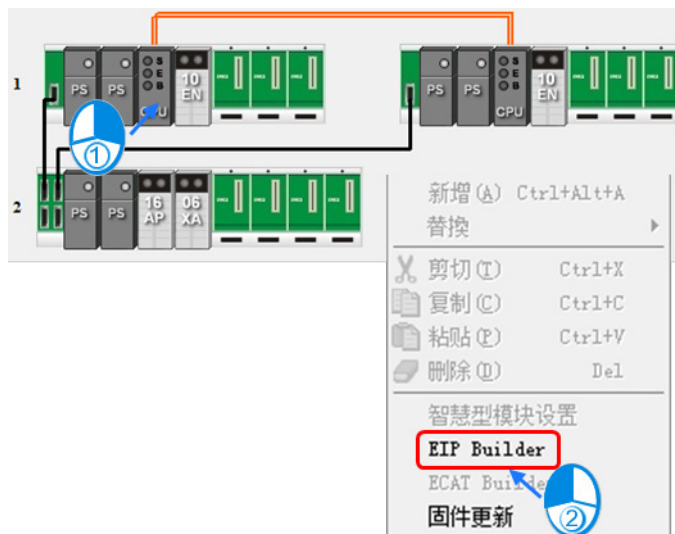 1
PS PS S E B CPU 10 EN
PS PS S E B CPU 10 EN
①
2
PS PS 16 AP 06 XA
新增(A) Ctrl+Alt+A
替换
剪切(T) Ctrl+X
复制(C) Ctrl+C
粘贴(P) Ctrl+V
删除(D) Del
智慧型模块设置
EIP Builder
ECAT Builde
固件更新
②